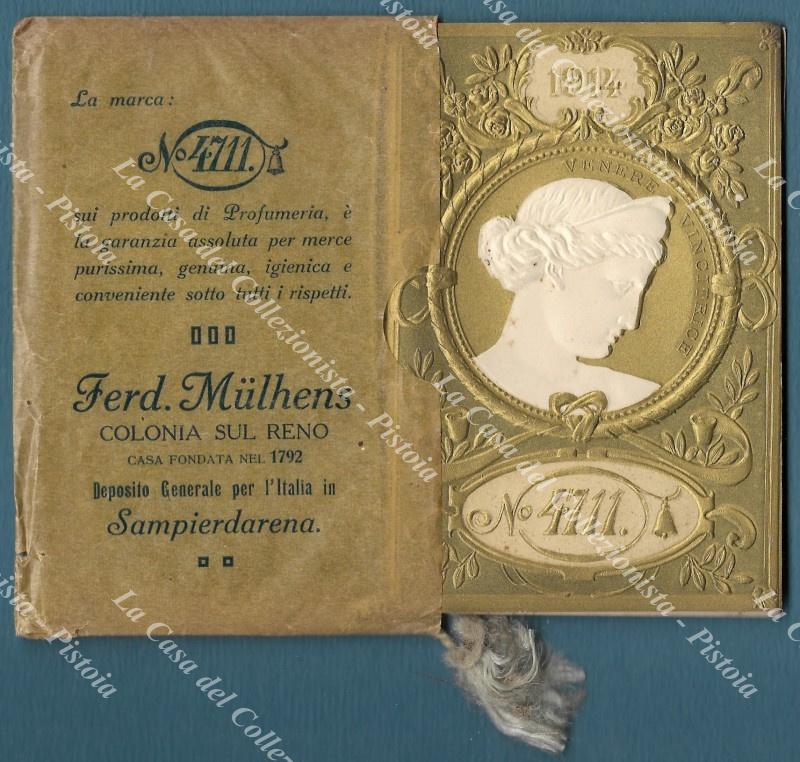 La marca:
No 4711.
sui prodotti di Profumeria, è
la garanzia assoluta per merce
purissima, genuina, igienica e
conveniente sotto tutti i rispetti.
Ferd. Mülhens
COLONIA SUL RENO
CASA FONDATA NEL 1792
Deposito Generale per l'Italia in
Sampierdarena.
1914
VENERE VINCITRICE
No 4711.
La Casa del Collezionista - Pistoia